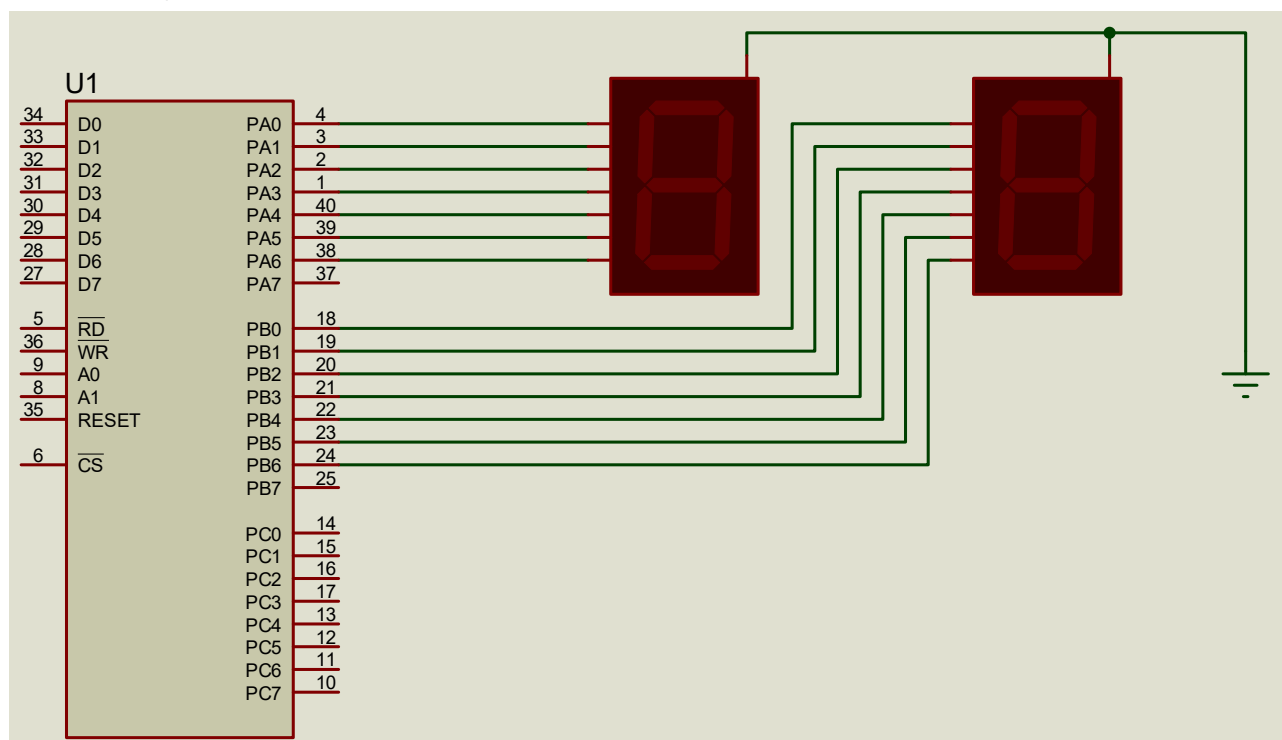 U1
34 D0 PA0 4
33 D1 PA1 3
32 D2 PA2 2
31 D3 PA3 1
30 D4 PA4 40
29 D5 PA5 39
28 D6 PA6 38
27 D7 PA7 37
5 RD PB0 18
36 WR PB1 19
9 A0 PB2 20
8 A1 PB3 21
35 RESET PB4 22
PB5 23
6 CS PB6 24
PB7 25
PC0 14
PC1 15
PC2 16
PC3 17
PC4 13
PC5 12
PC6 11
PC7 10